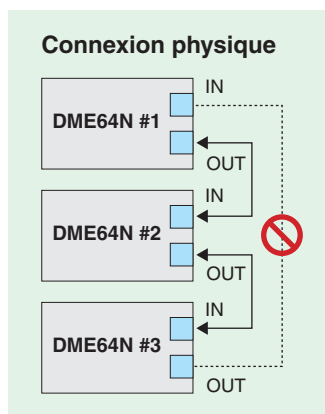 Connexion physique
IN
DME64N #1
OUT
IN
DME64N #2
OUT
IN
DME64N #3
OUT